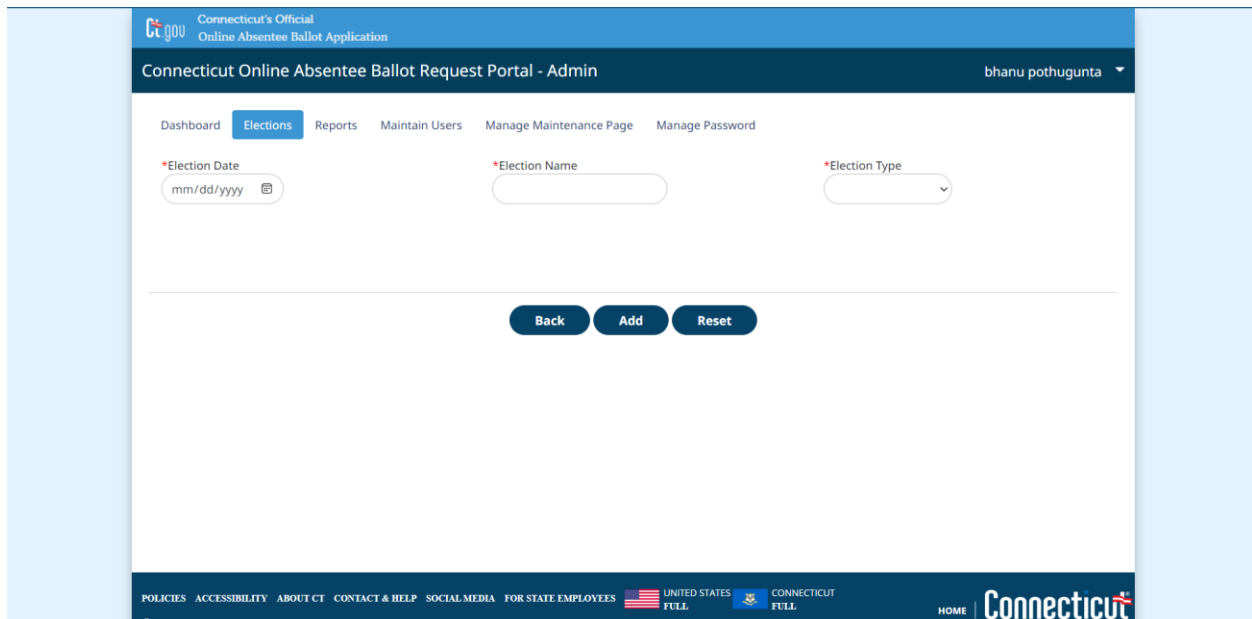 Ct.gov
Connecticut's Official
Online Absentee Ballot Application
Connecticut Online Absentee Ballot Request Portal - Admin
bhanu pothugunta
Dashboard Elections Reports Maintain Users Manage Maintenance Page Manage Password
*Election Date *Election Name *Election Type
mm/dd/yyyy
Back Add Reset
POLICIES ACCESSIBILITY ABOUT CT CONTACT & HELP SOCIAL MEDIA FOR STATE EMPLOYEES
UNITED STATES
FULL
CONNECTICUT
FULL
HOME | Connecticut